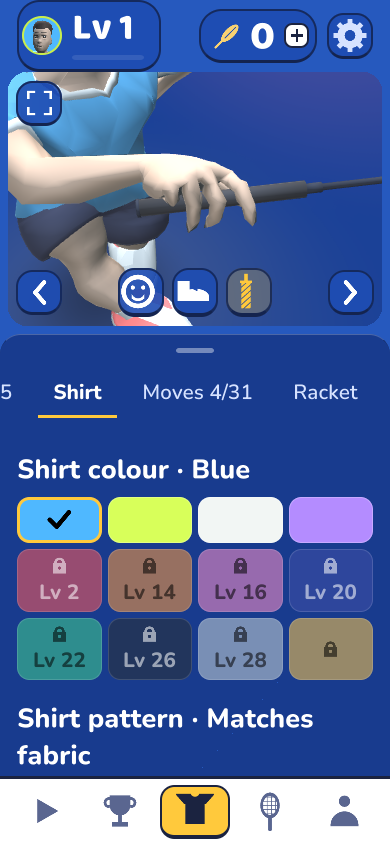 Lv 1
0
5
Shirt
Moves 4/31
Racket
Shirt colour · Blue
Lv 2
Lv 14
Lv 16
Lv 20
Lv 22
Lv 26
Lv 28
Shirt pattern · Matches
fabric